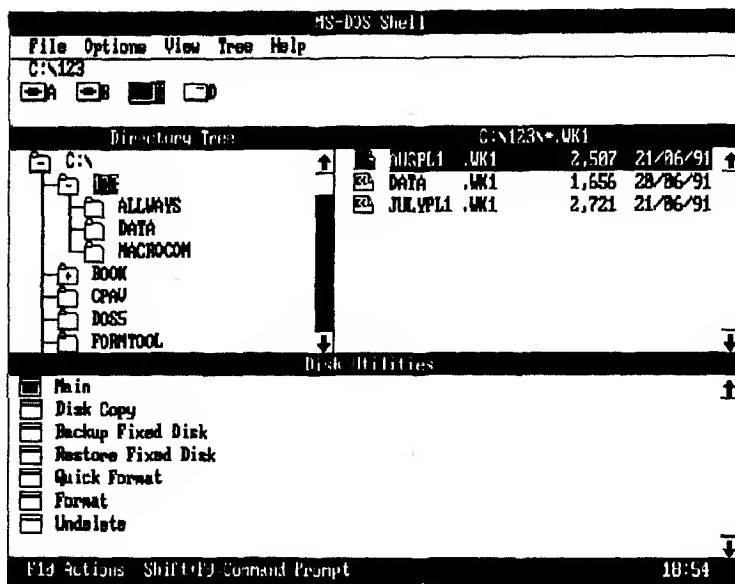 MS-DOS Shell
File Options View Tree Help
C:\123
A B D
Directory Tree
C:\123\*.WK1
C:\
ALLWAYS
DATA
MACROCOM
BOOK
CPAV
DOS5
FORMTOOL
AUGPL1 .WK1 2,507 21/06/91
DATA .WK1 1,656 20/06/91
JULYPL1 .WK1 2,721 21/06/91
Disk Utilities
Main
Disk Copy
Backup Fixed Disk
Restore Fixed Disk
Quick Format
Format
Undelete
F10 Actions Shift+F9 Command Prompt 18:54